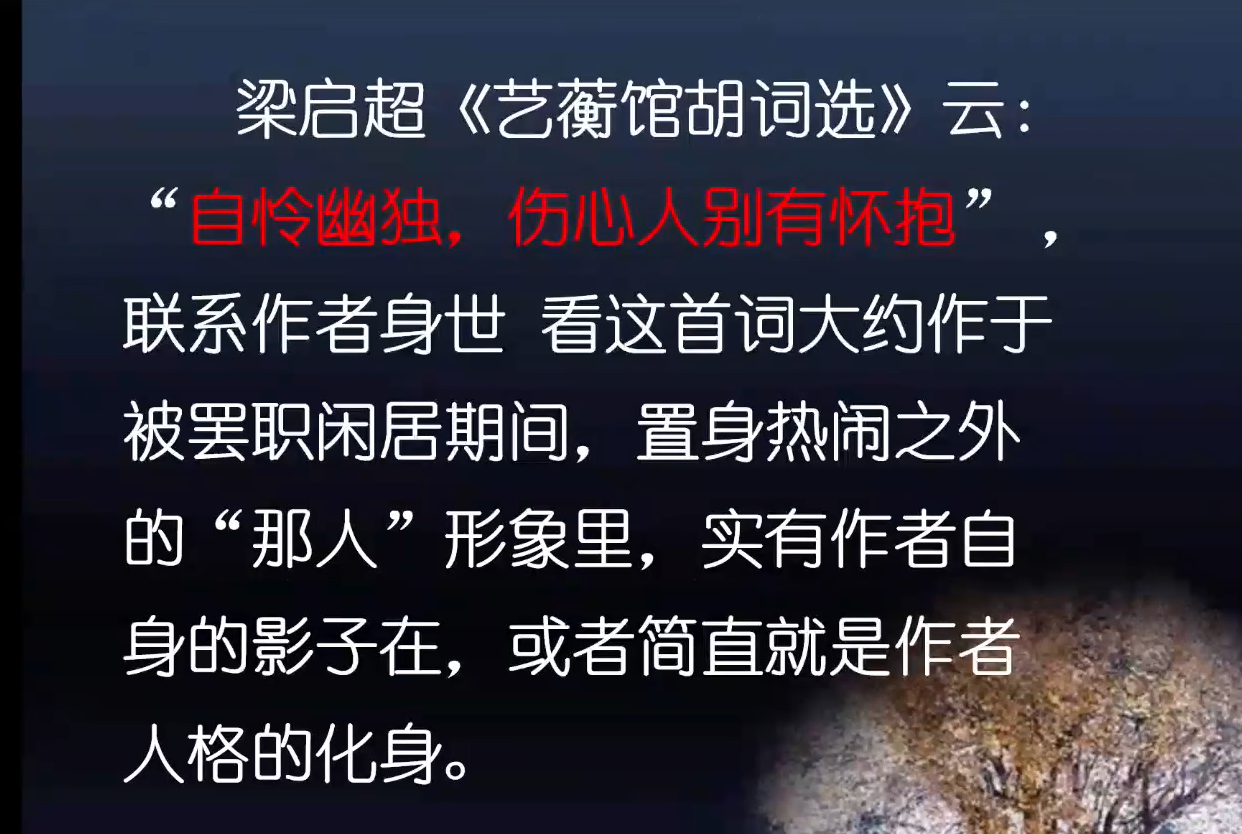 梁启超《艺蘅馆胡词选》云：
“自怜幽独，伤心人别有怀抱”，
联系作者身世 看这首词大约作于
被罢职闲居期间，置身热闹之外
的“那人”形象里，实有作者自
身的影子在，或者简直就是作者
人格的化身。